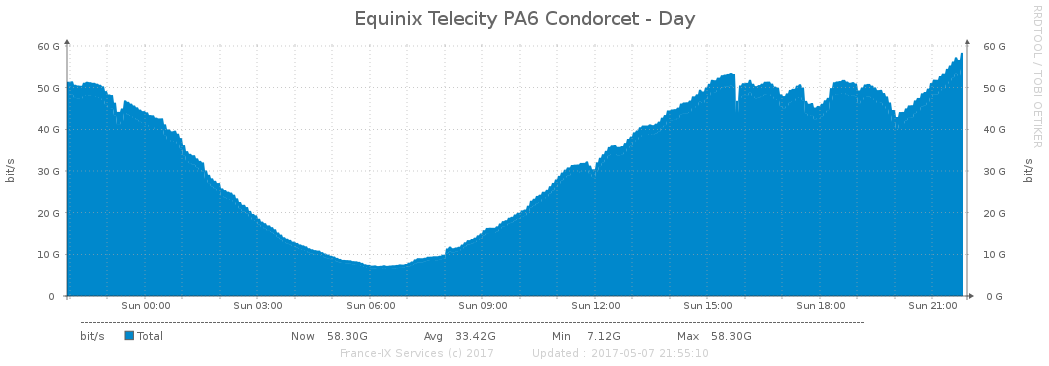 Equinix Telecity PA6 Condorcet - Day
RRDTOOL / TOBI OETIKER
60 G 60 G
50 G 50 G
40 G 40 G
30 G 30 G
20 G 20 G
10 G 10 G
0 0 G
bit/s bit/s
Sun 00:00 Sun 03:00 Sun 06:00 Sun 09:00 Sun 12:00 Sun 15:00 Sun 18:00 Sun 21:00
bit/s Total Now 58.30G Avg 33.42G Min 7.12G Max 58.30G
France-IX Services (c) 2017 Updated : 2017-05-07 21:55:10